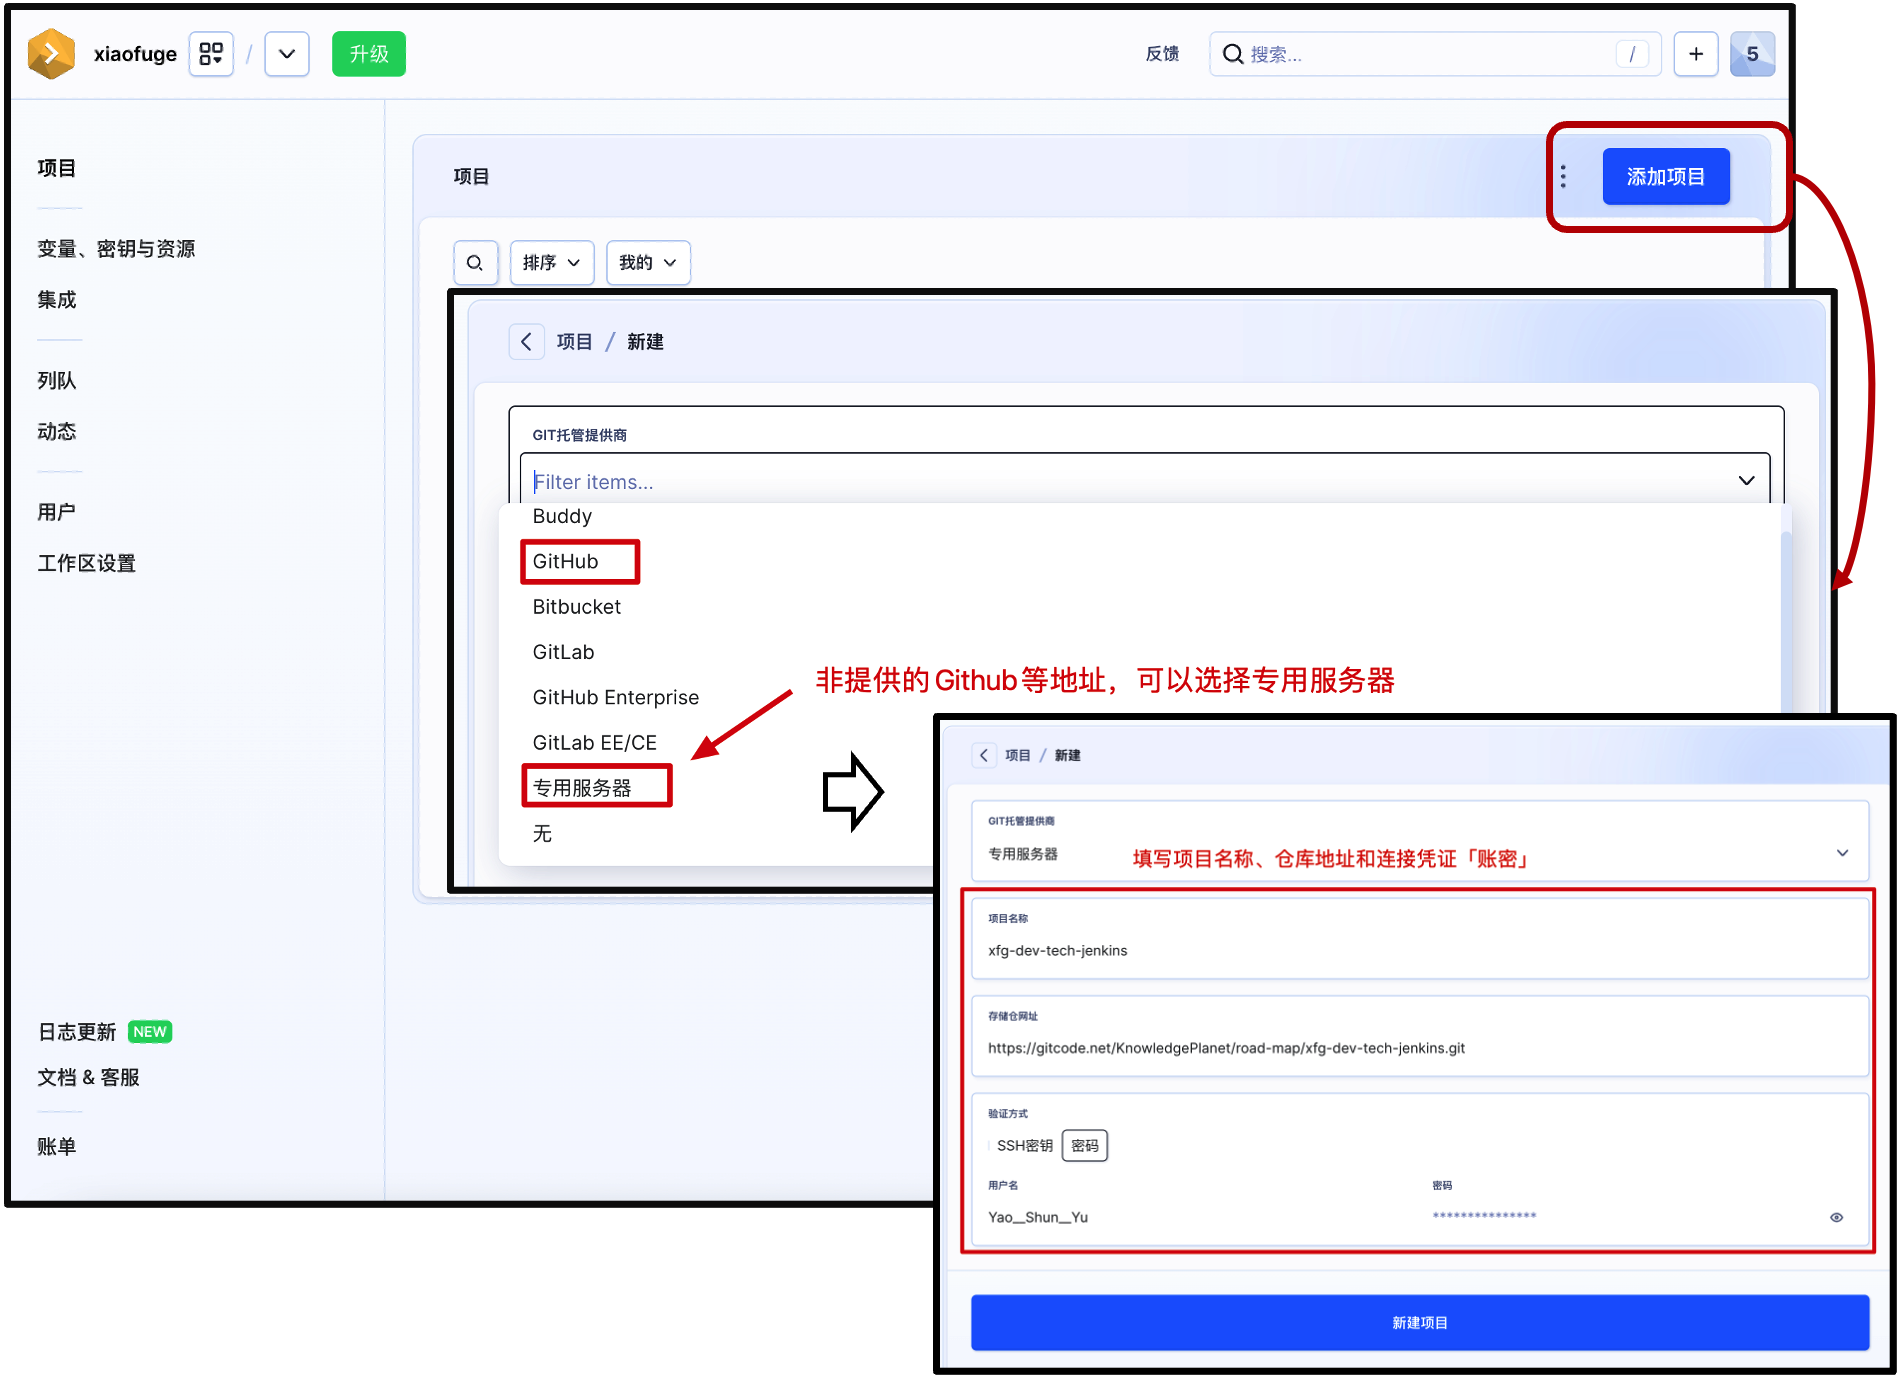 xiaofuge
/
升级
反馈
搜索...
/
+
5
项目
变量、密钥与资源
集成
列队
动态
用户
工作区设置
日志更新 NEW
文档 & 客服
账单
项目
添加项目
排序
我的
项目 / 新建
GIT托管提供商
Filter items...
Buddy
GitHub
Bitbucket
GitLab
GitHub Enterprise
GitLab EE/CE
专用服务器
无
非提供的 Github 等地址，可以选择专用服务器
项目 / 新建
GIT托管提供商
专用服务器
填写项目名称、仓库地址和连接凭证「账密」
项目名称
xfg-dev-tech-jenkins
存储仓网址
https://gitcode.net/KnowledgePlanet/road-map/xfg-dev-tech-jenkins.git
验证方式
SSH密钥 密码
用户名
Yao__Shun__Yu
密码
***************
新建项目